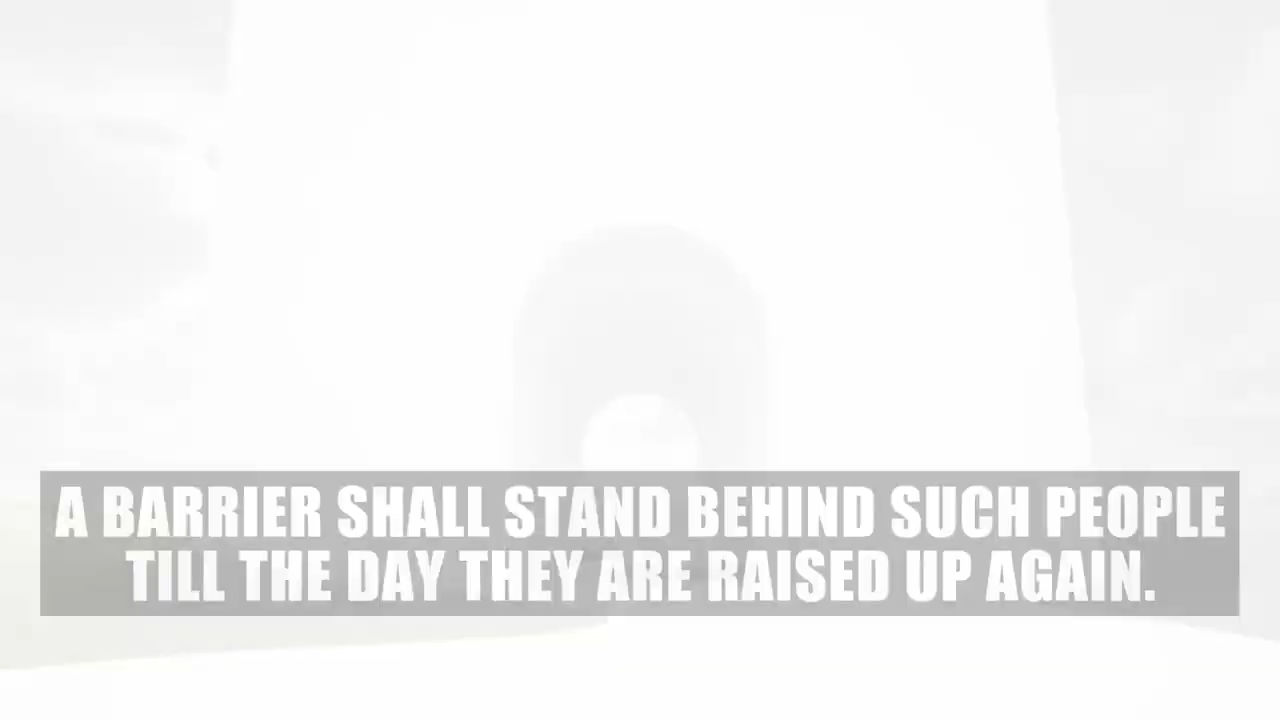 A BARRIER SHALL STAND BEHIND SUCH PEOPLE
TILL THE DAY THEY ARE RAISED UP AGAIN.